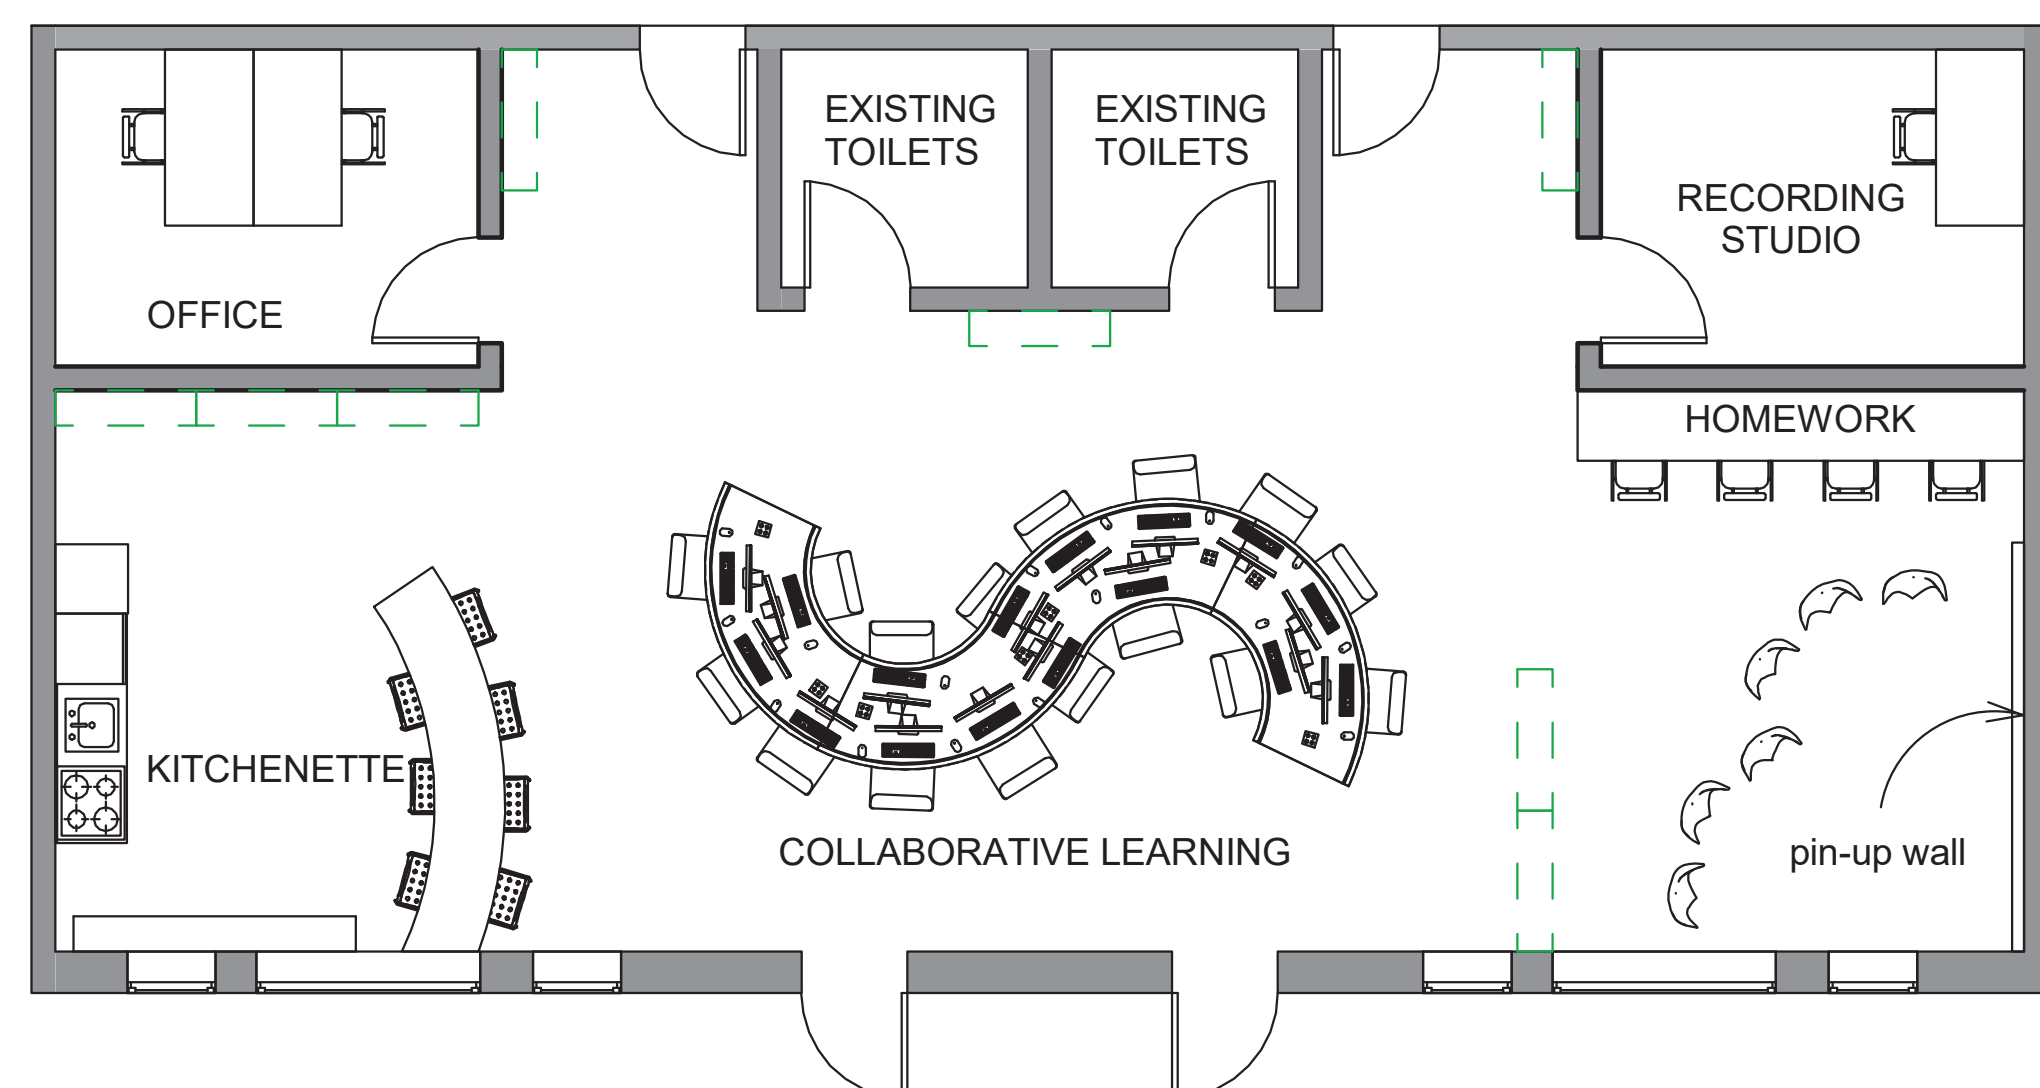 EXISTING
TOILETS
EXISTING
TOILETS
RECORDING
STUDIO
OFFICE
HOMEWORK
KITCHENETTE
COLLABORATIVE LEARNING
pin-up wall